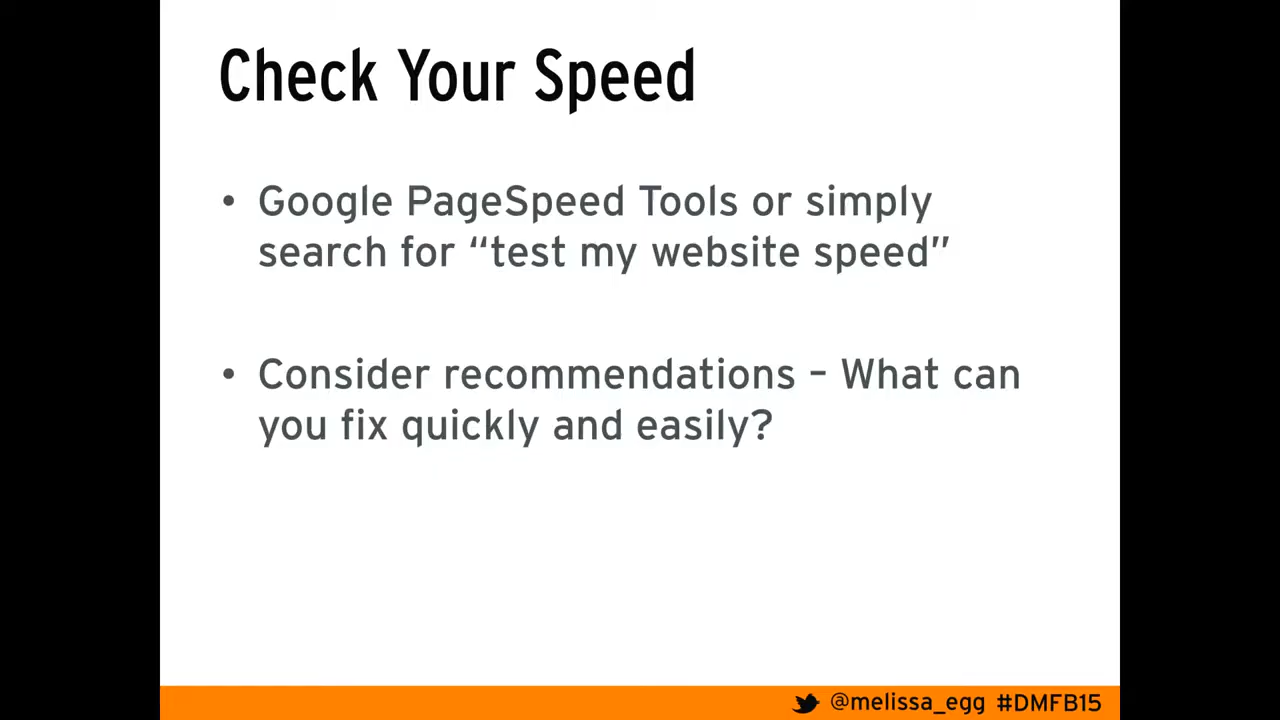 Check Your Speed
• Google PageSpeed Tools or simply
search for “test my website speed”
• Consider recommendations – What can
you fix quickly and easily?
@melissa_egg #DMFB15